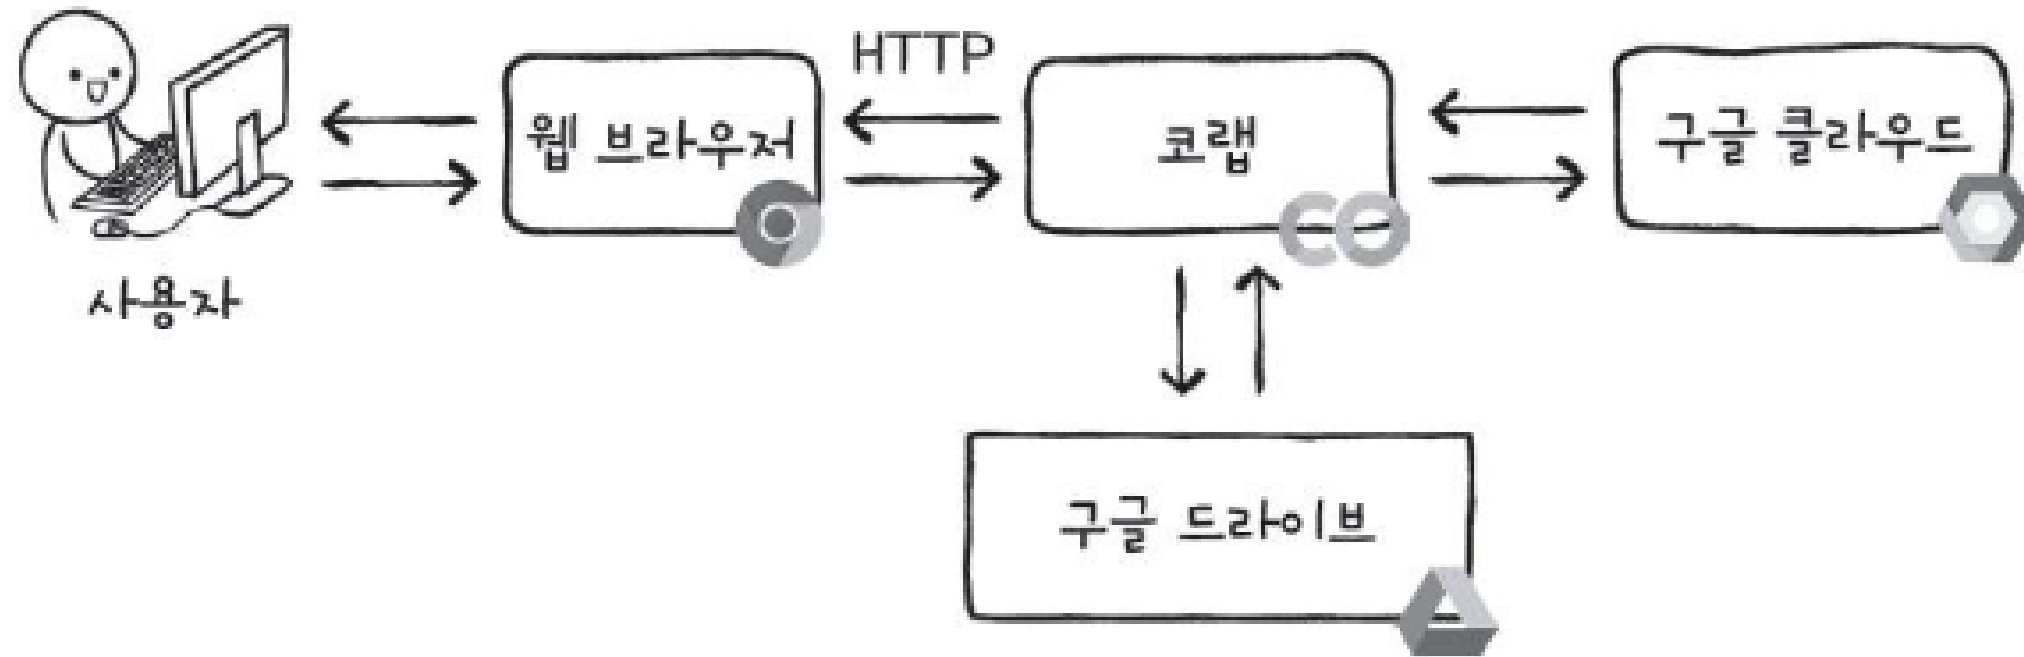 HTTP
웹 브라우저
코랩
구글 클라우드
CO
사용자
구글 드라이브